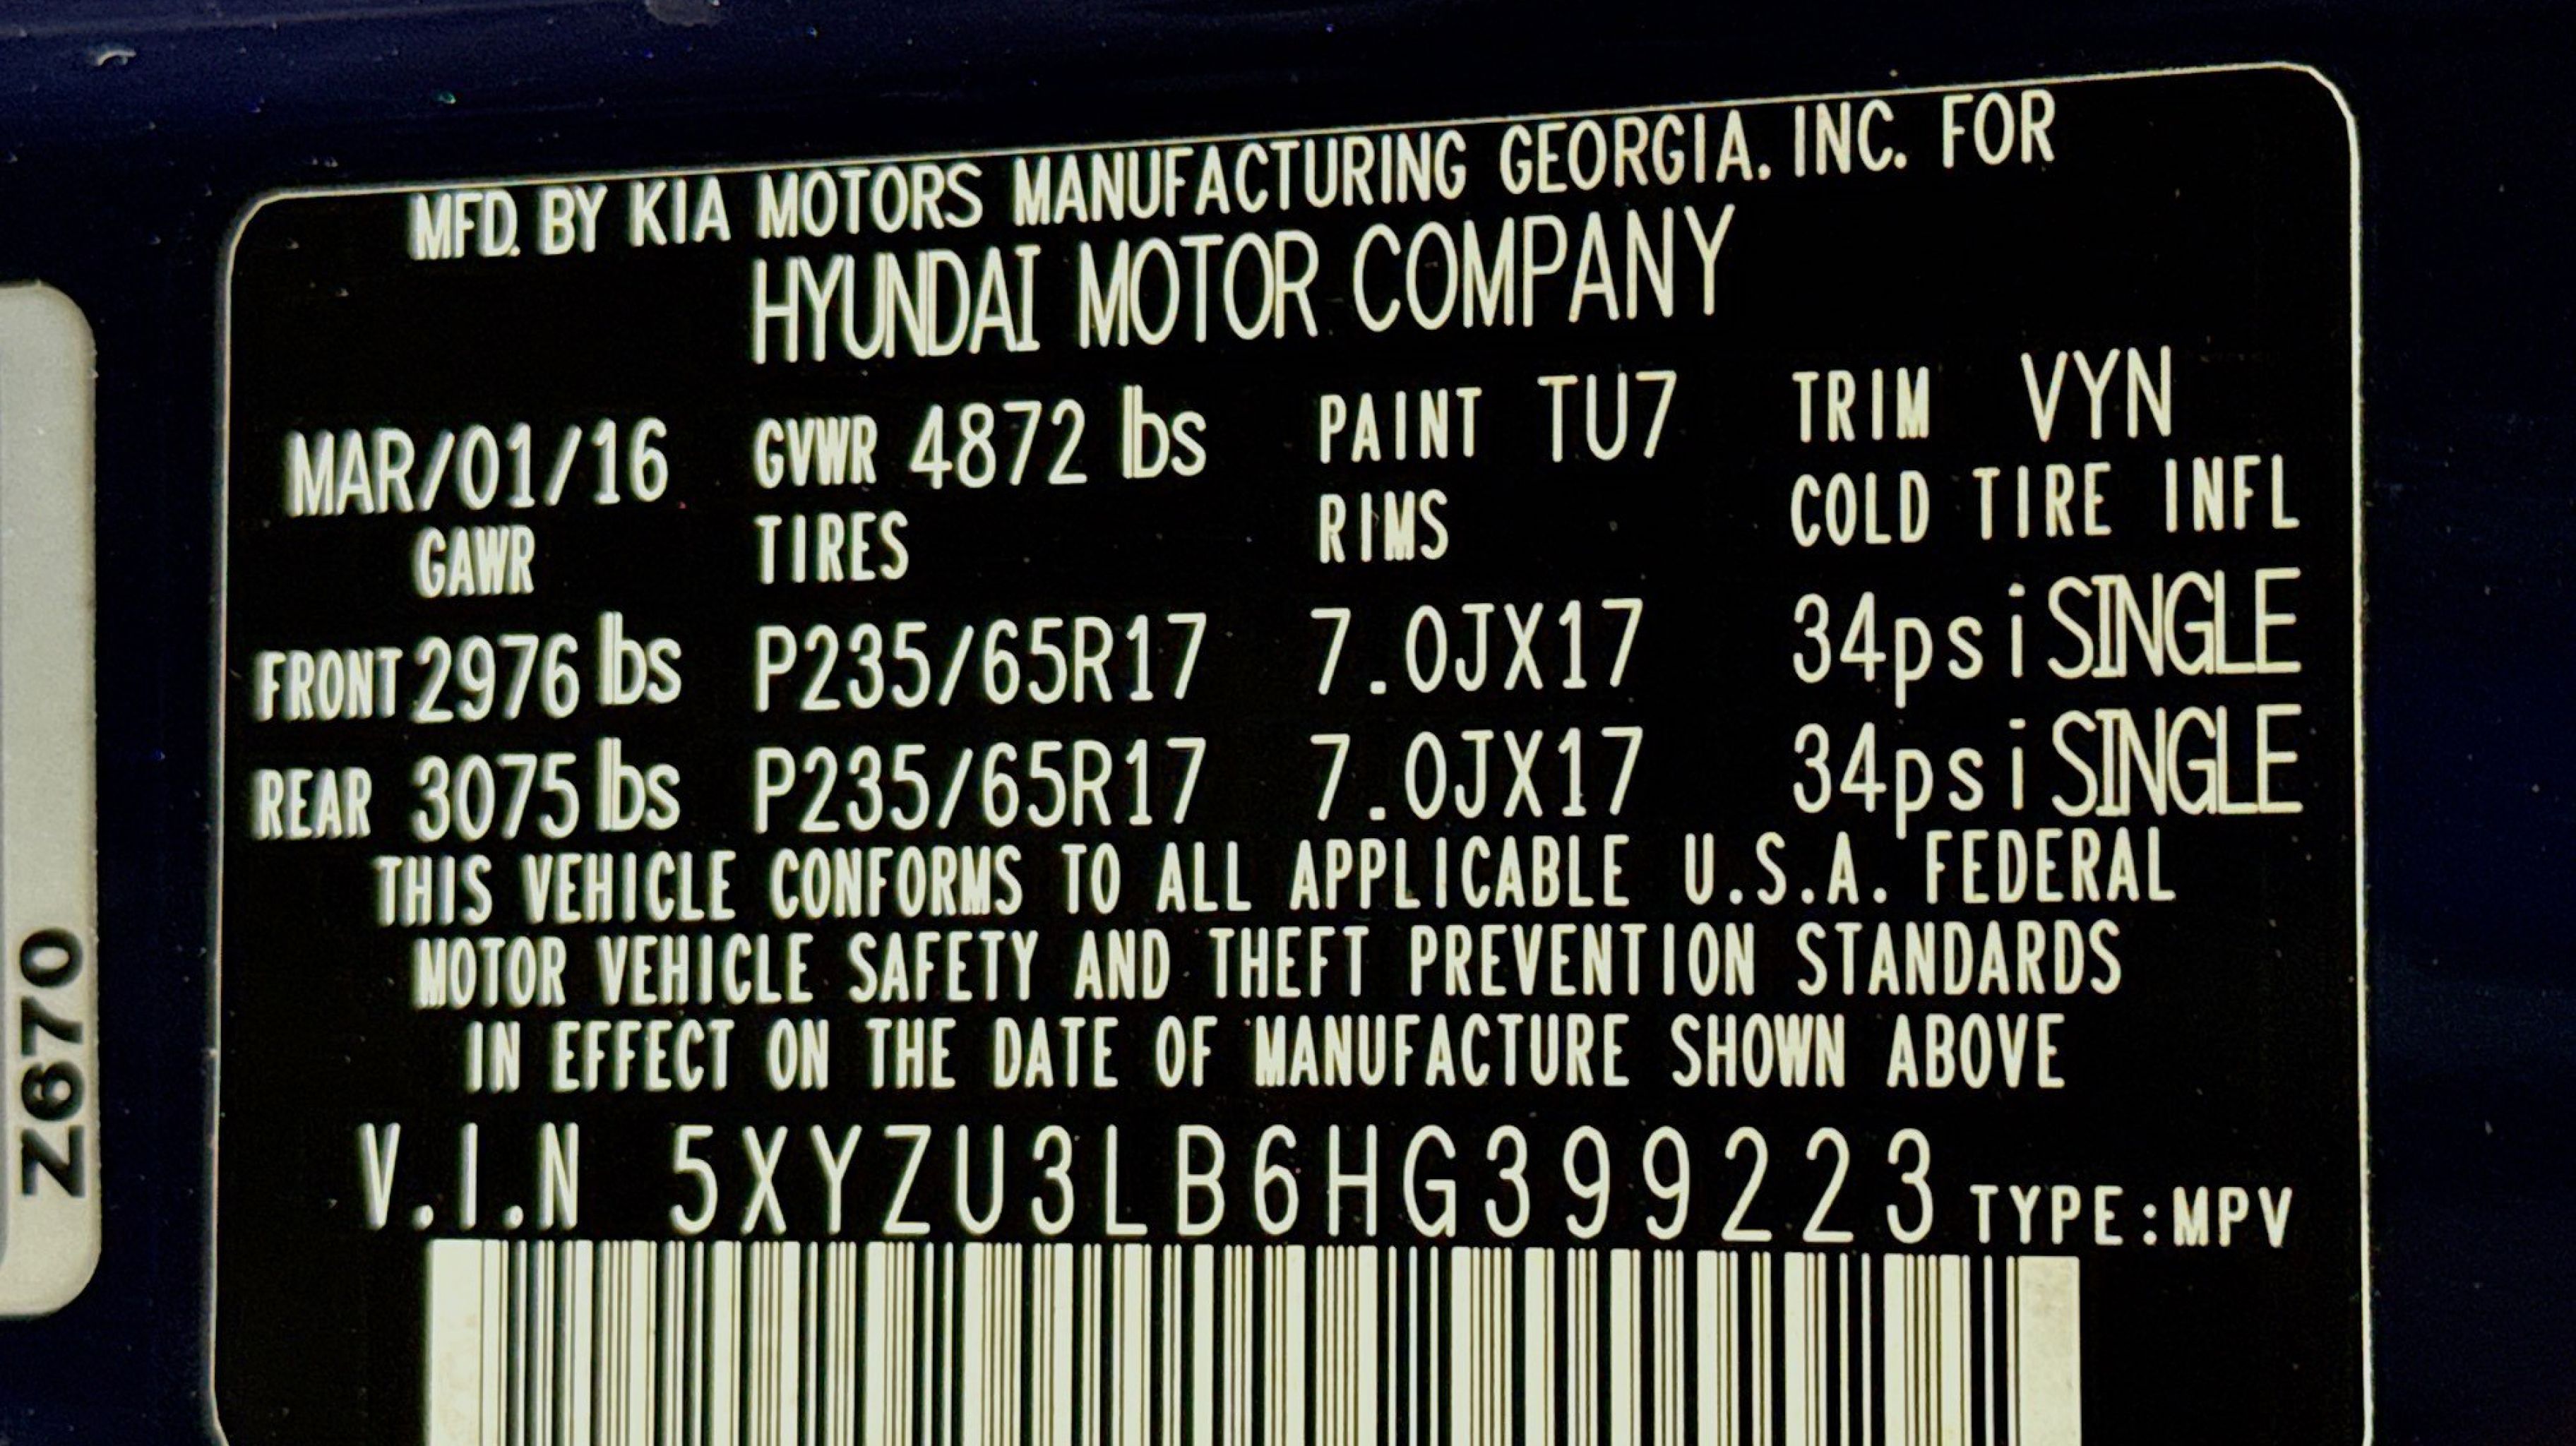 MFD. BY KIA MOTORS MANUFACTURING GEORGIA. INC. FOR
HYUNDAI MOTOR COMPANY
MAR/01/16 GVWR 4872 lbs PAINT TU7 TRIM VYN
GAWR TIRES RIMS COLD TIRE INFL
FRONT 2976 lbs P235/65R17 7.0JX17 34psi SINGLE
REAR 3075 lbs P235/65R17 7.0JX17 34psi SINGLE
THIS VEHICLE CONFORMS TO ALL APPLICABLE U.S.A. FEDERAL
MOTOR VEHICLE SAFETY AND THEFT PREVENTION STANDARDS
IN EFFECT ON THE DATE OF MANUFACTURE SHOWN ABOVE
V.I.N 5XYZU3LB6HG399223 TYPE:MPV
Z670